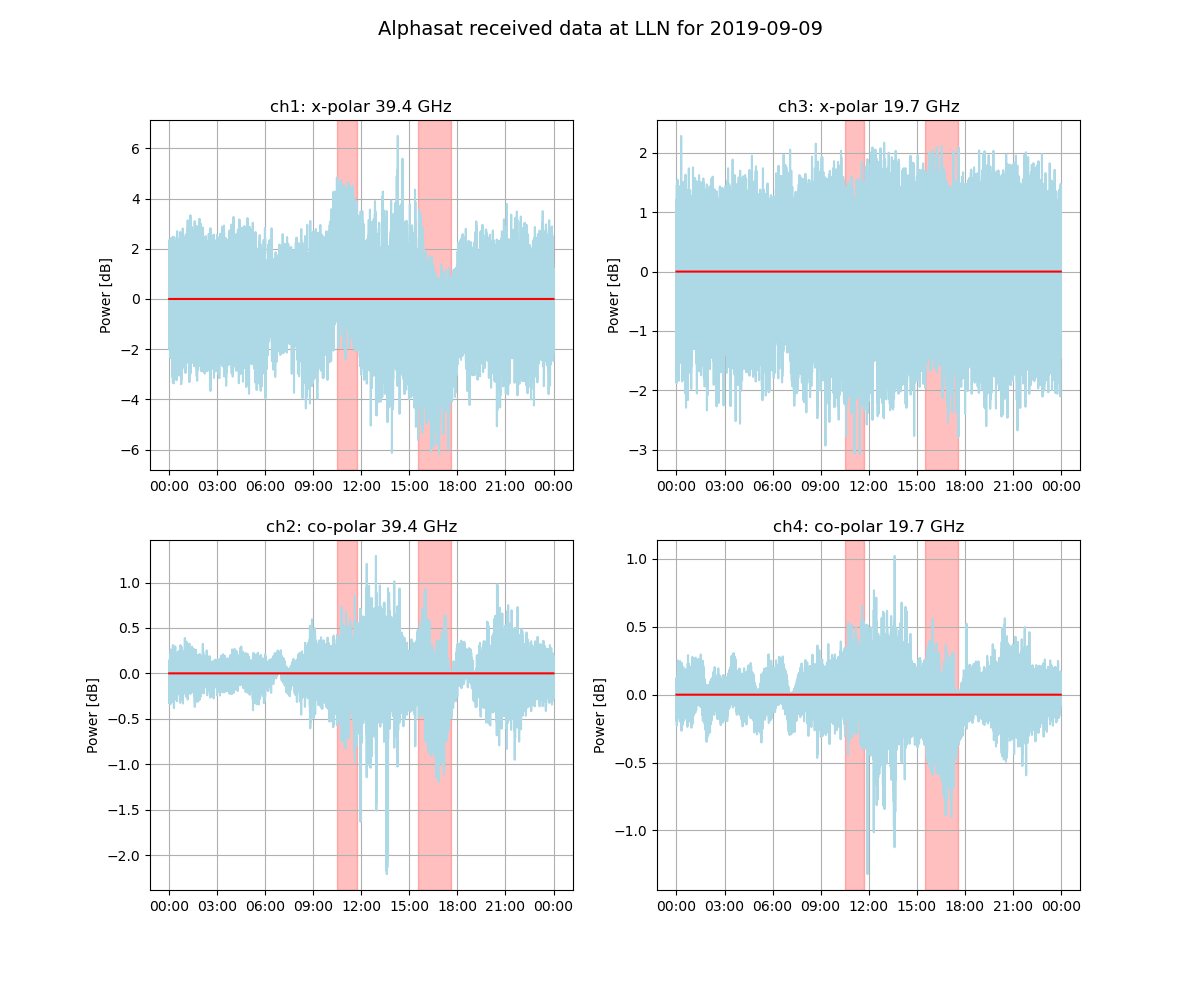 Alphasat received data at LLN for 2019-09-09
ch1: x-polar 39.4 GHz
Power [dB]
6
4
2
0
−2
−4
−6
00:00 03:00 06:00 09:00 12:00 15:00 18:00 21:00 00:00
ch3: x-polar 19.7 GHz
Power [dB]
2
1
0
−1
−2
−3
00:00 03:00 06:00 09:00 12:00 15:00 18:00 21:00 00:00
ch2: co-polar 39.4 GHz
Power [dB]
1.0
0.5
0.0
−0.5
−1.0
−1.5
−2.0
00:00 03:00 06:00 09:00 12:00 15:00 18:00 21:00 00:00
ch4: co-polar 19.7 GHz
Power [dB]
1.0
0.5
0.0
−0.5
−1.0
00:00 03:00 06:00 09:00 12:00 15:00 18:00 21:00 00:00